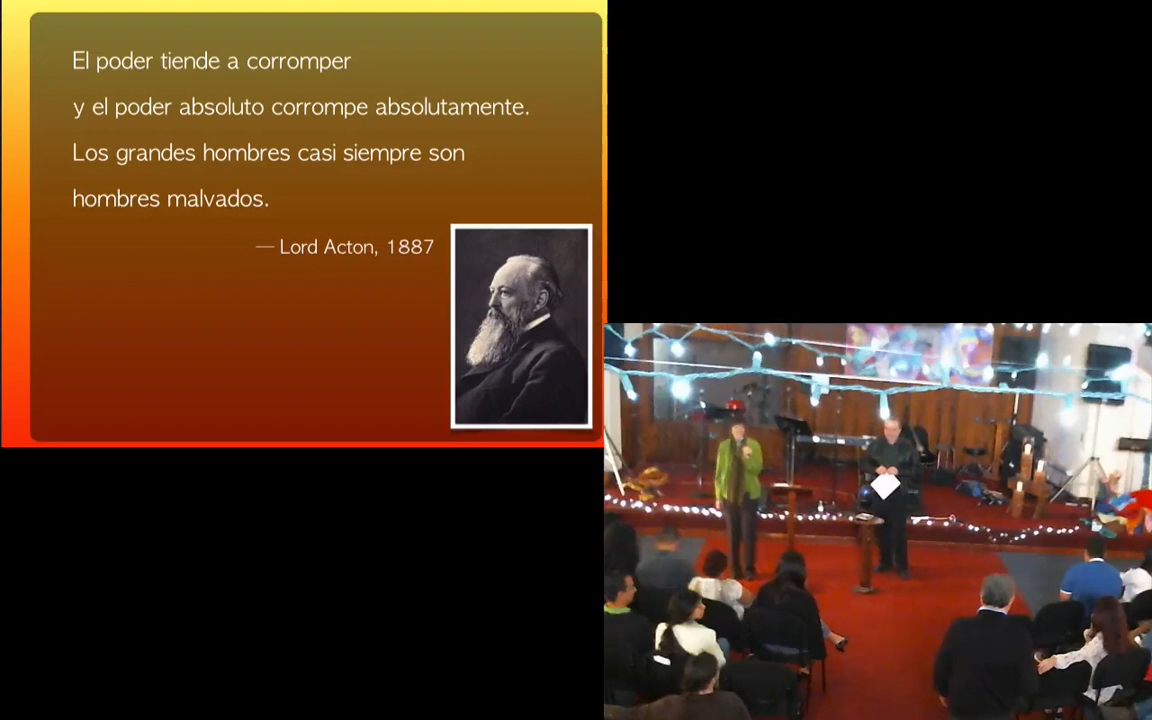 El poder tiende a corromper
y el poder absoluto corrompe absolutamente.
Los grandes hombres casi siempre son
hombres malvados.
— Lord Acton, 1887